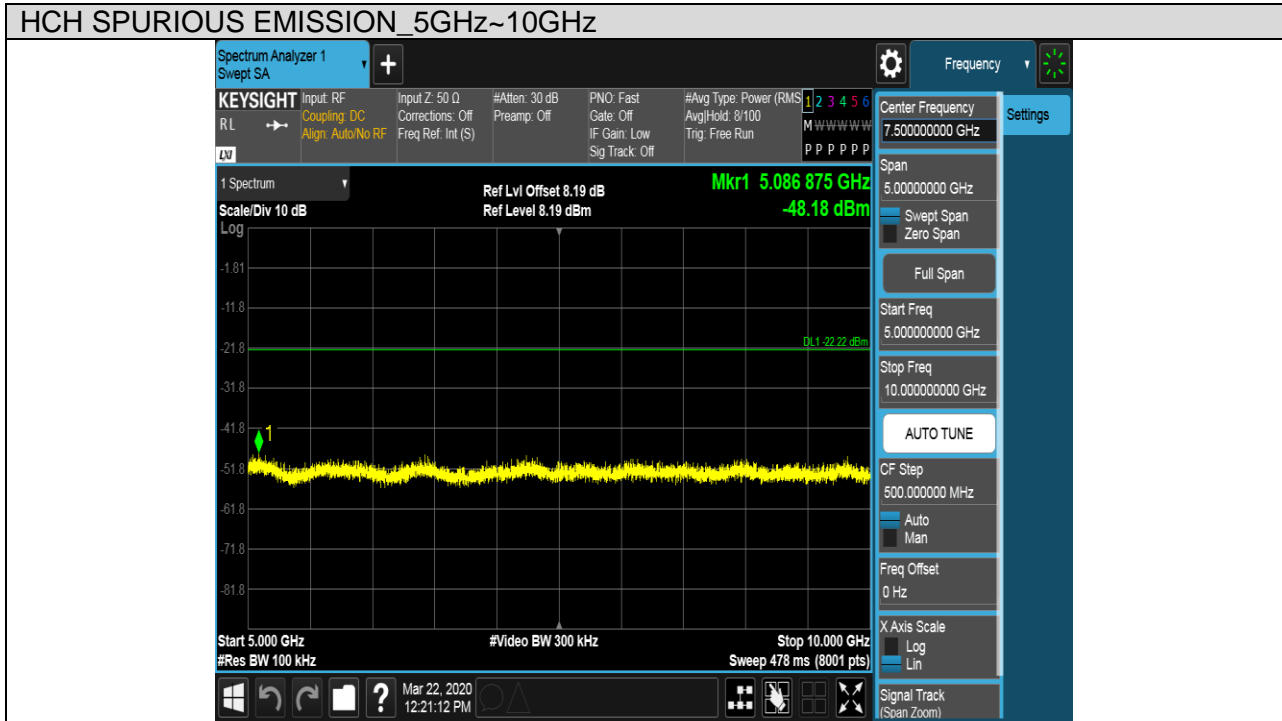 HCH SPURIOUS EMISSION_5GHz~10GHz
Spectrum Analyzer 1
Swept SA
+
Frequency
KEYSIGHT
RL
LXI
Input: RF
Coupling: DC
Align: Auto/No RF
Input Z: 50 Ω
Corrections: Off
Freq Ref: Int (S)
#Atten: 30 dB
Preamp: Off
PNO: Fast
Gate: Off
IF Gain: Low
Sig Track: Off
#Avg Type: Power (RMS
Avg|Hold: 8/100
Trig: Free Run
1 2 3 4 5 6
M W W W W W
P P P P P P
1 Spectrum
Scale/Div 10 dB
Log
Ref Lvl Offset 8.19 dB
Ref Level 8.19 dBm
Mkr1 5.086 875 GHz
-48.18 dBm
-1.81
-11.8
-21.8
DL1 -22.22 dBm
-31.8
-41.8
1
-51.8
-61.8
-71.8
-81.8
Start 5.000 GHz
#Res BW 100 kHz
#Video BW 300 kHz
Stop 10.000 GHz
Sweep 478 ms (8001 pts)
?
Mar 22, 2020
12:21:12 PM
Center Frequency
7.500000000 GHz
Settings
Span
5.00000000 GHz
Swept Span
Zero Span
Full Span
Start Freq
5.000000000 GHz
Stop Freq
10.000000000 GHz
AUTO TUNE
CF Step
500.000000 MHz
Auto
Man
Freq Offset
0 Hz
X Axis Scale
Log
Lin
Signal Track
(Span Zoom)